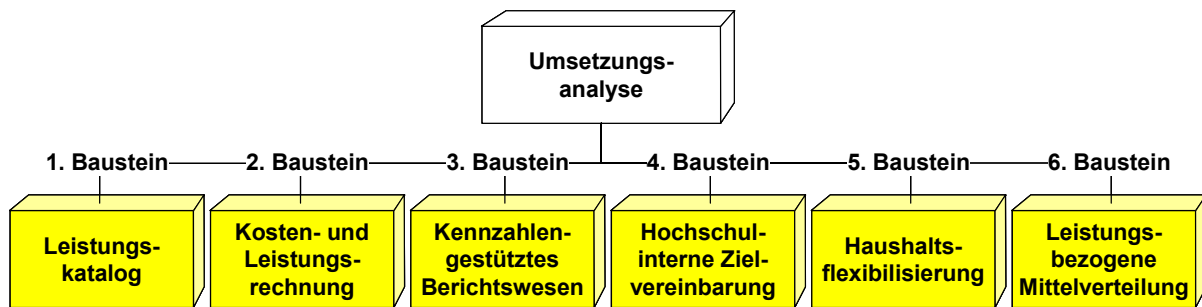 Umsetzungs-
analyse
1. Baustein 2. Baustein 3. Baustein 4. Baustein 5. Baustein 6. Baustein
Leistungs-
katalog
Kosten- und
Leistungs-
rechnung
Kennzahlen-
gestütztes
Berichtswesen
Hochschul-
interne Ziel-
vereinbarung
Haushalts-
flexibilisierung
Leistungs-
bezogene
Mittelverteilung